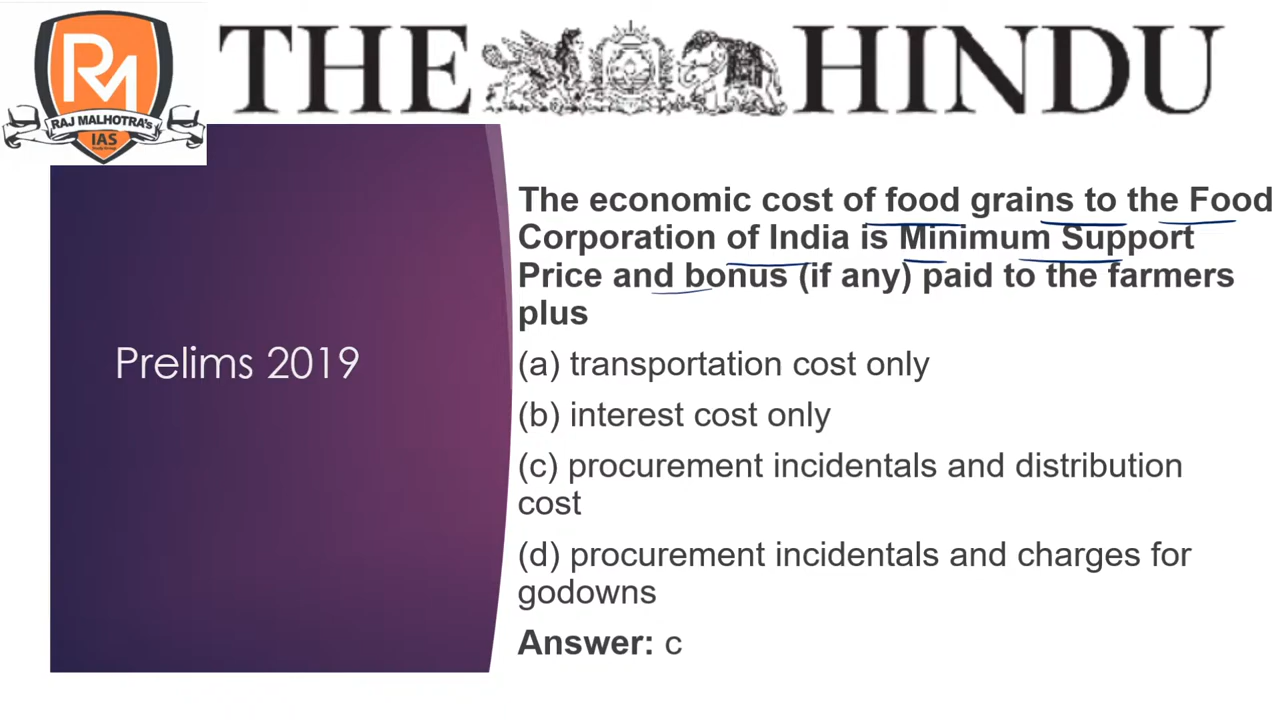 RM
RAJ MALHOTRA's
IAS
Study Group
THE HINDU
Prelims 2019
The economic cost of food grains to the Food
Corporation of India is Minimum Support
Price and bonus (if any) paid to the farmers
plus
(a) transportation cost only
(b) interest cost only
(c) procurement incidentals and distribution
cost
(d) procurement incidentals and charges for
godowns
Answer: c